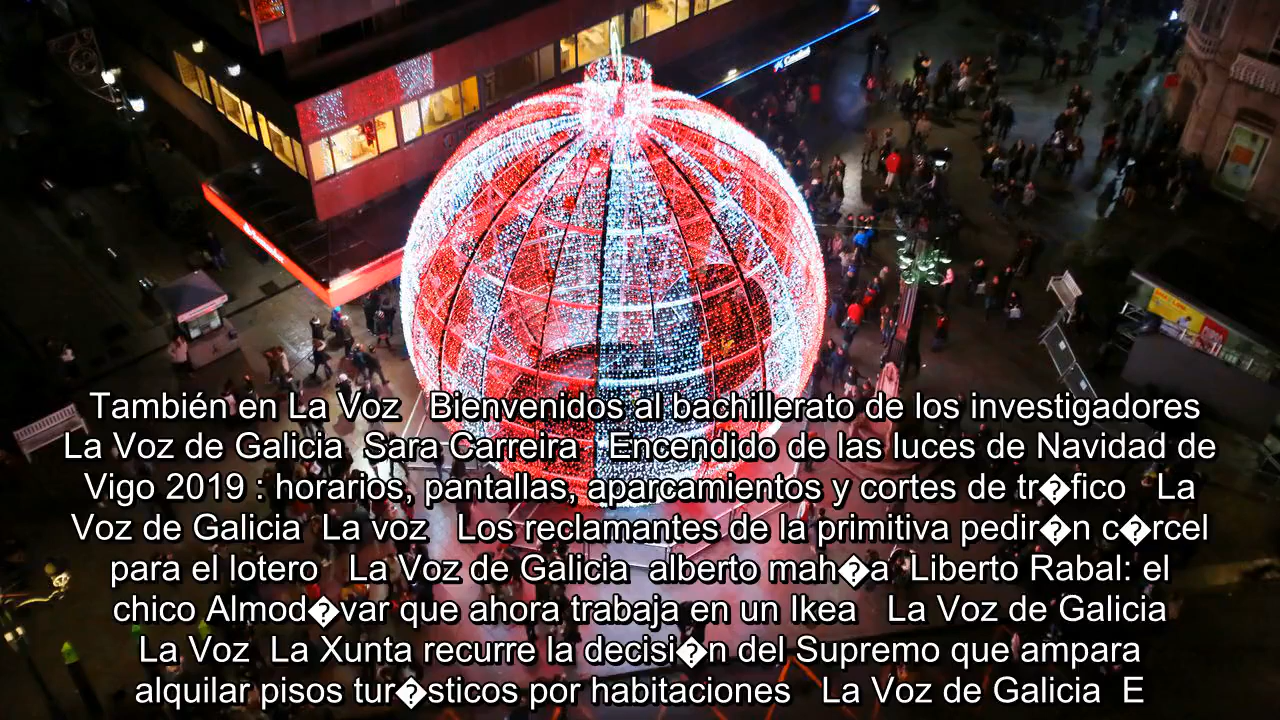 También en La Voz Bienvenidos al bachillerato de los investigadores
La Voz de Galicia Sara Carreira Encendido de las luces de Navidad de
Vigo 2019 : horarios, pantallas, aparcamientos y cortes de tr�fico La
Voz de Galicia La voz Los reclamantes de la primitiva pedir�n c�rcel
para el lotero La Voz de Galicia alberto mah�a Liberto Rabal: el
chico Almod�var que ahora trabaja en un Ikea La Voz de Galicia
La Voz La Xunta recurre la decisi�n del Supremo que ampara
alquilar pisos tur�sticos por habitaciones La Voz de Galicia E